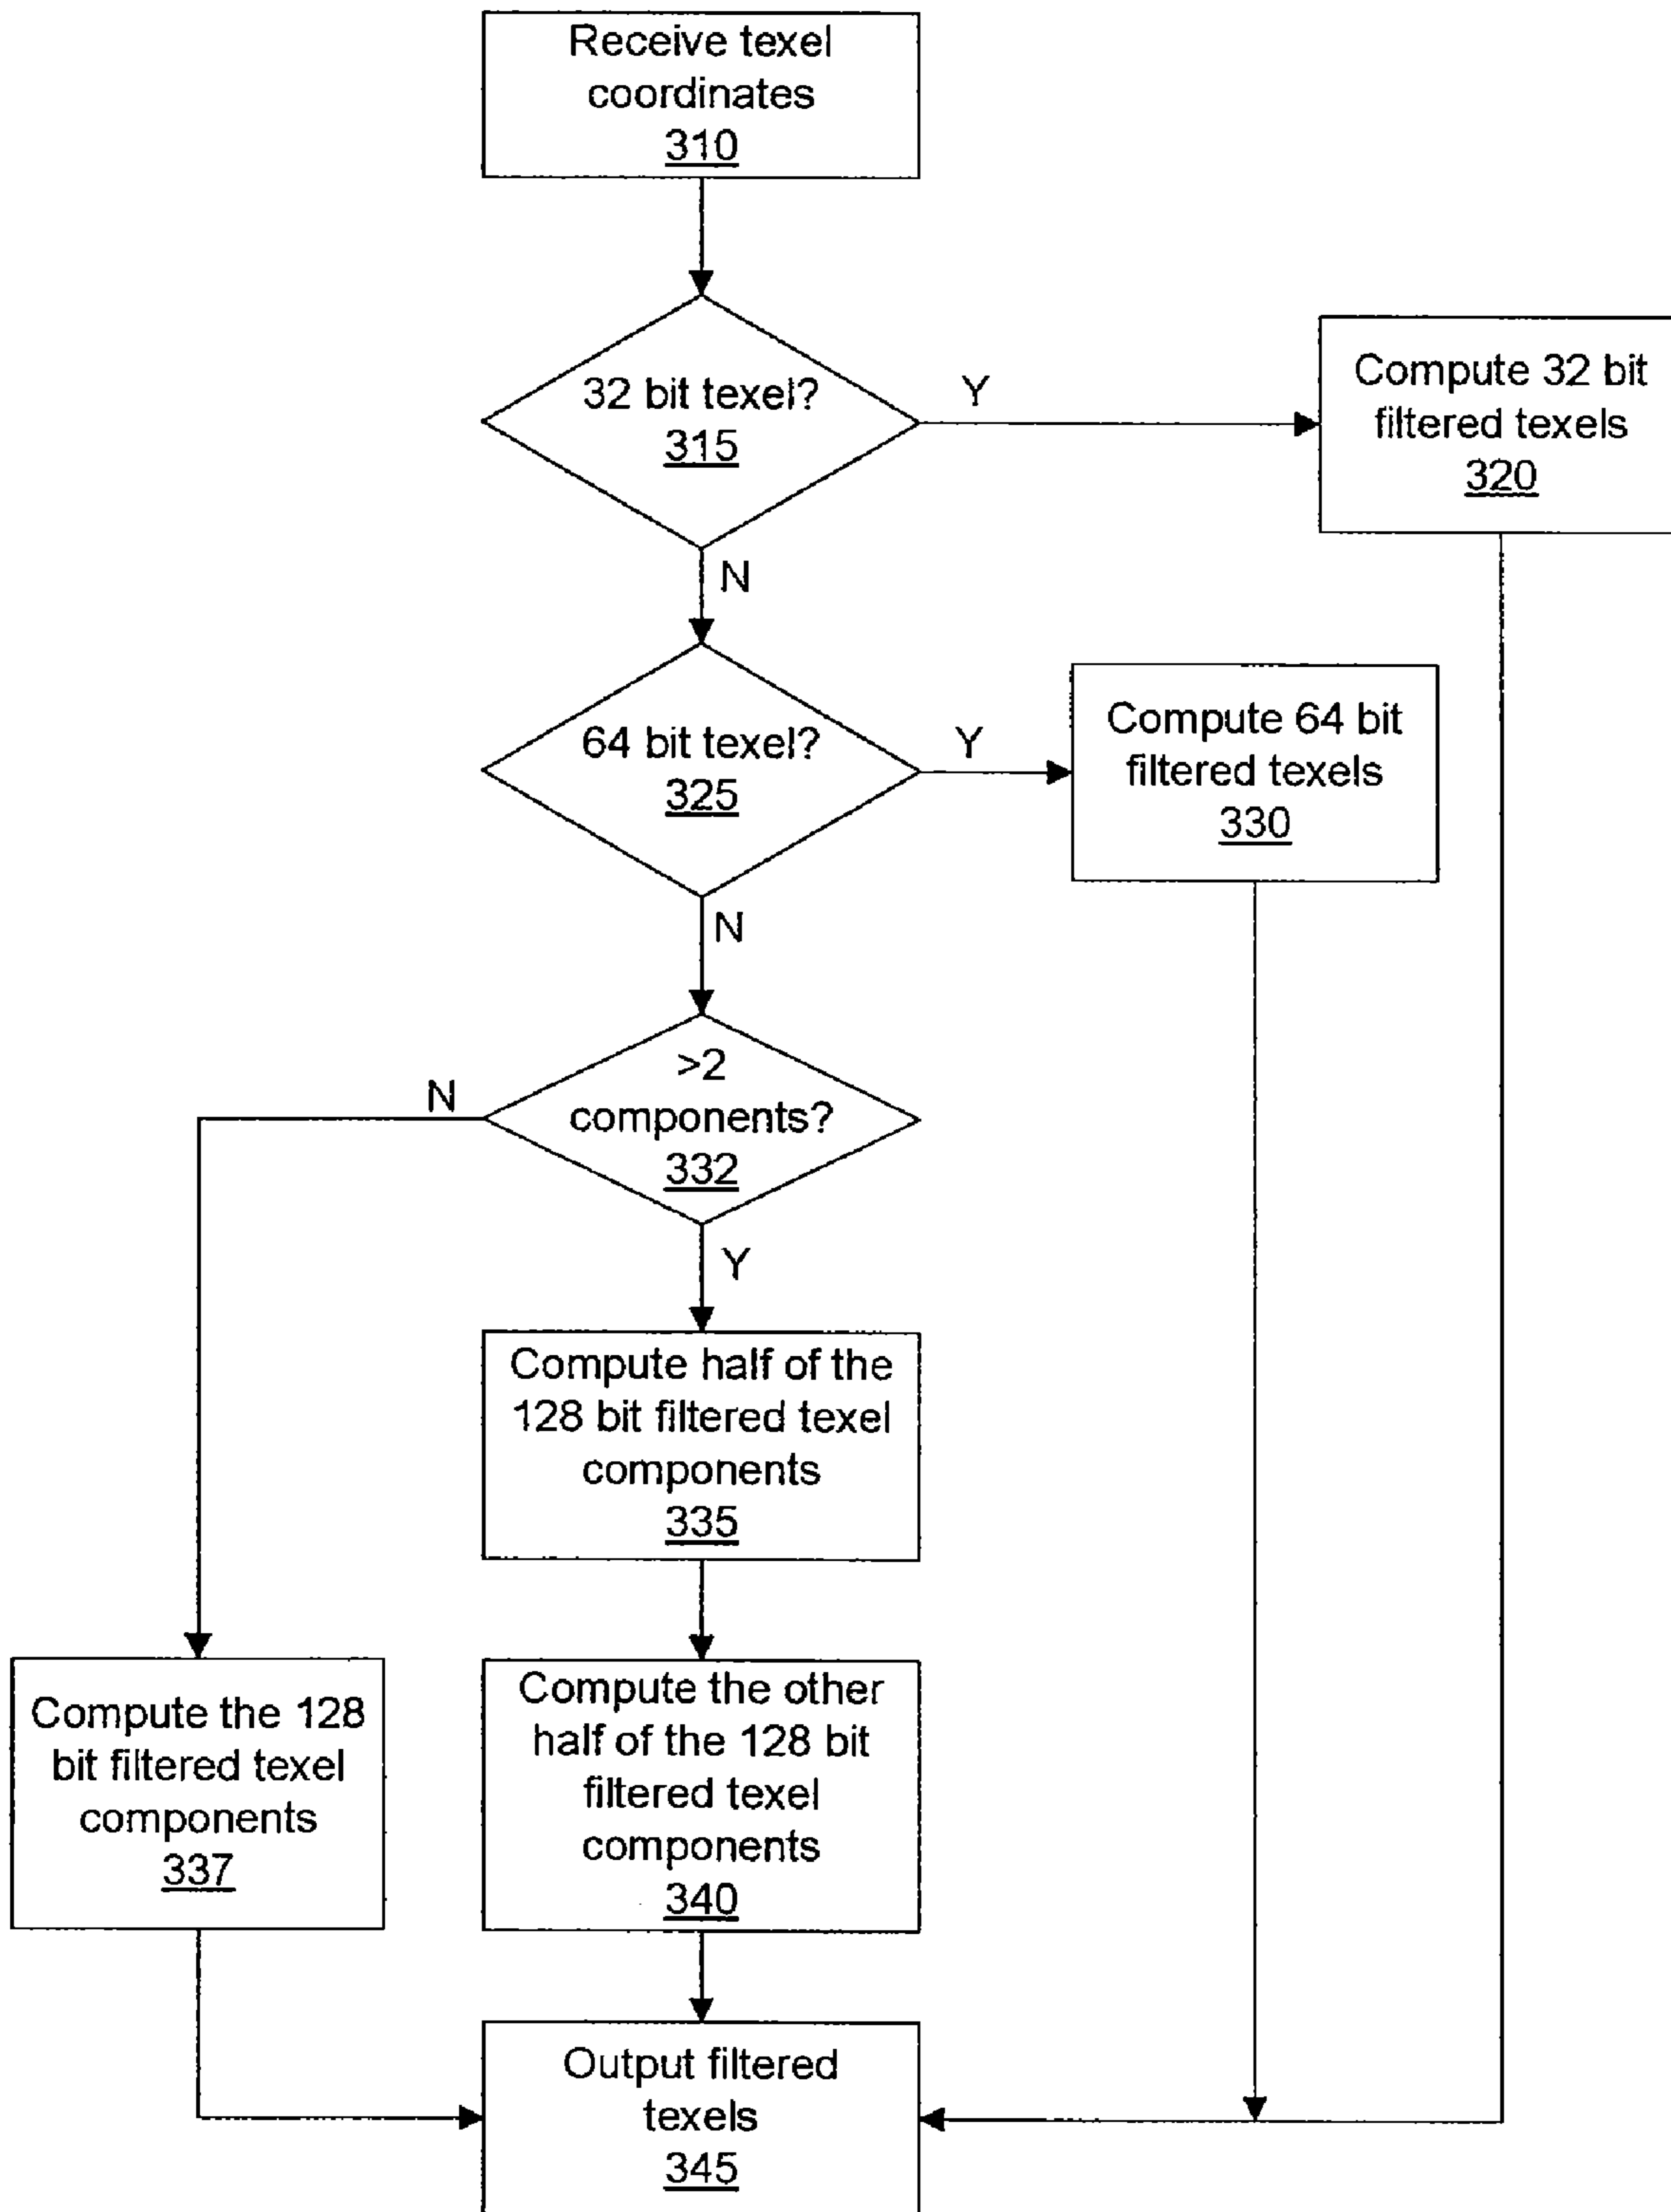 Receive texel
coordinates
310
32 bit texel?
315
Y
Compute 32 bit
filtered texels
320
N
64 bit texel?
325
Y
Compute 64 bit
filtered texels
330
N
>2
components?
332
N
Y
Compute half of the
128 bit filtered texel
components
335
Compute the 128
bit filtered texel
components
337
Compute the other
half of the 128 bit
filtered texel
components
340
Output filtered
texels
345